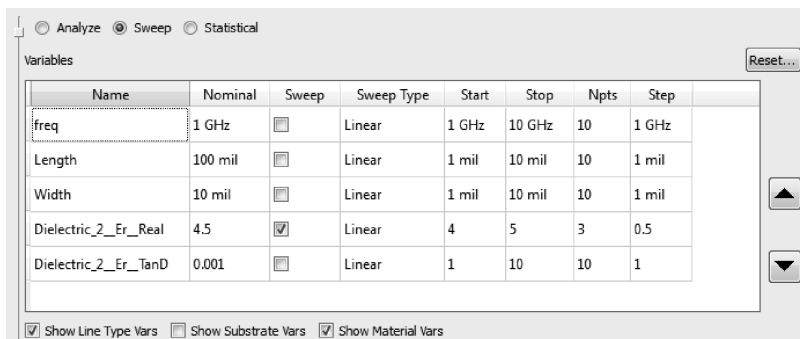 Analyze Sweep Statistical
Variables Reset...
Name Nominal Sweep Sweep Type Start Stop Npts Step
freq 1 GHz Linear 1 GHz 10 GHz 10 1 GHz
Length 100 mil Linear 1 mil 10 mil 10 1 mil
Width 10 mil Linear 1 mil 10 mil 10 1 mil
Dielectric_2__Er__Real 4.5 Linear 4 5 3 0.5
Dielectric_2__Er__TanD 0.001 Linear 1 10 10 1
Show Line Type Vars Show Substrate Vars Show Material Vars